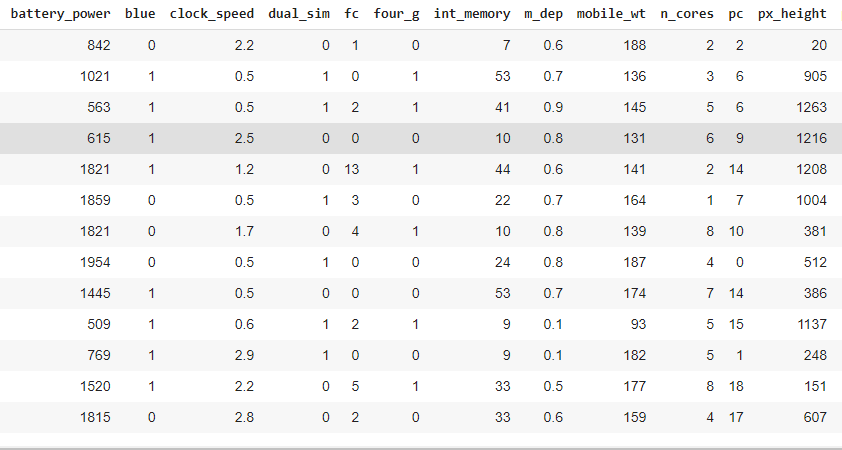 battery_power blue clock_speed dual_sim fc four_g int_memory m_dep mobile_wt n_cores pc px_height
842 0 2.2 0 1 0 7 0.6 188 2 2 20
1021 1 0.5 1 0 1 53 0.7 136 3 6 905
563 1 0.5 1 2 1 41 0.9 145 5 6 1263
615 1 2.5 0 0 0 10 0.8 131 6 9 1216
1821 1 1.2 0 13 1 44 0.6 141 2 14 1208
1859 0 0.5 1 3 0 22 0.7 164 1 7 1004
1821 0 1.7 0 4 1 10 0.8 139 8 10 381
1954 0 0.5 1 0 0 24 0.8 187 4 0 512
1445 1 0.5 0 0 0 53 0.7 174 7 14 386
509 1 0.6 1 2 1 9 0.1 93 5 15 1137
769 1 2.9 1 0 0 9 0.1 182 5 1 248
1520 1 2.2 0 5 1 33 0.5 177 8 18 151
1815 0 2.8 0 2 0 33 0.6 159 4 17 607